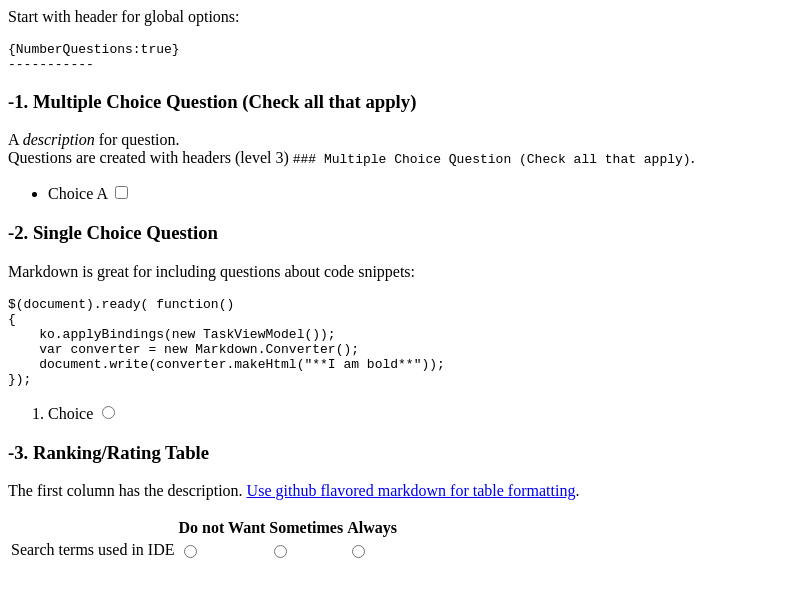 Start with header for global options:
{NumberQuestions:true}
-----------
-1. Multiple Choice Question (Check all that apply)
A description for question.
Questions are created with headers (level 3) ### Multiple Choice Question (Check all that apply).
• Choice A
-2. Single Choice Question
Markdown is great for including questions about code snippets:
$(document).ready( function()
{
    ko.applyBindings(new TaskViewModel());
    var converter = new Markdown.Converter();
    document.write(converter.makeHtml("**I am bold**"));
});
1. Choice
-3. Ranking/Rating Table
The first column has the description. Use github flavored markdown for table formatting.
Do not Want Sometimes Always
Search terms used in IDE